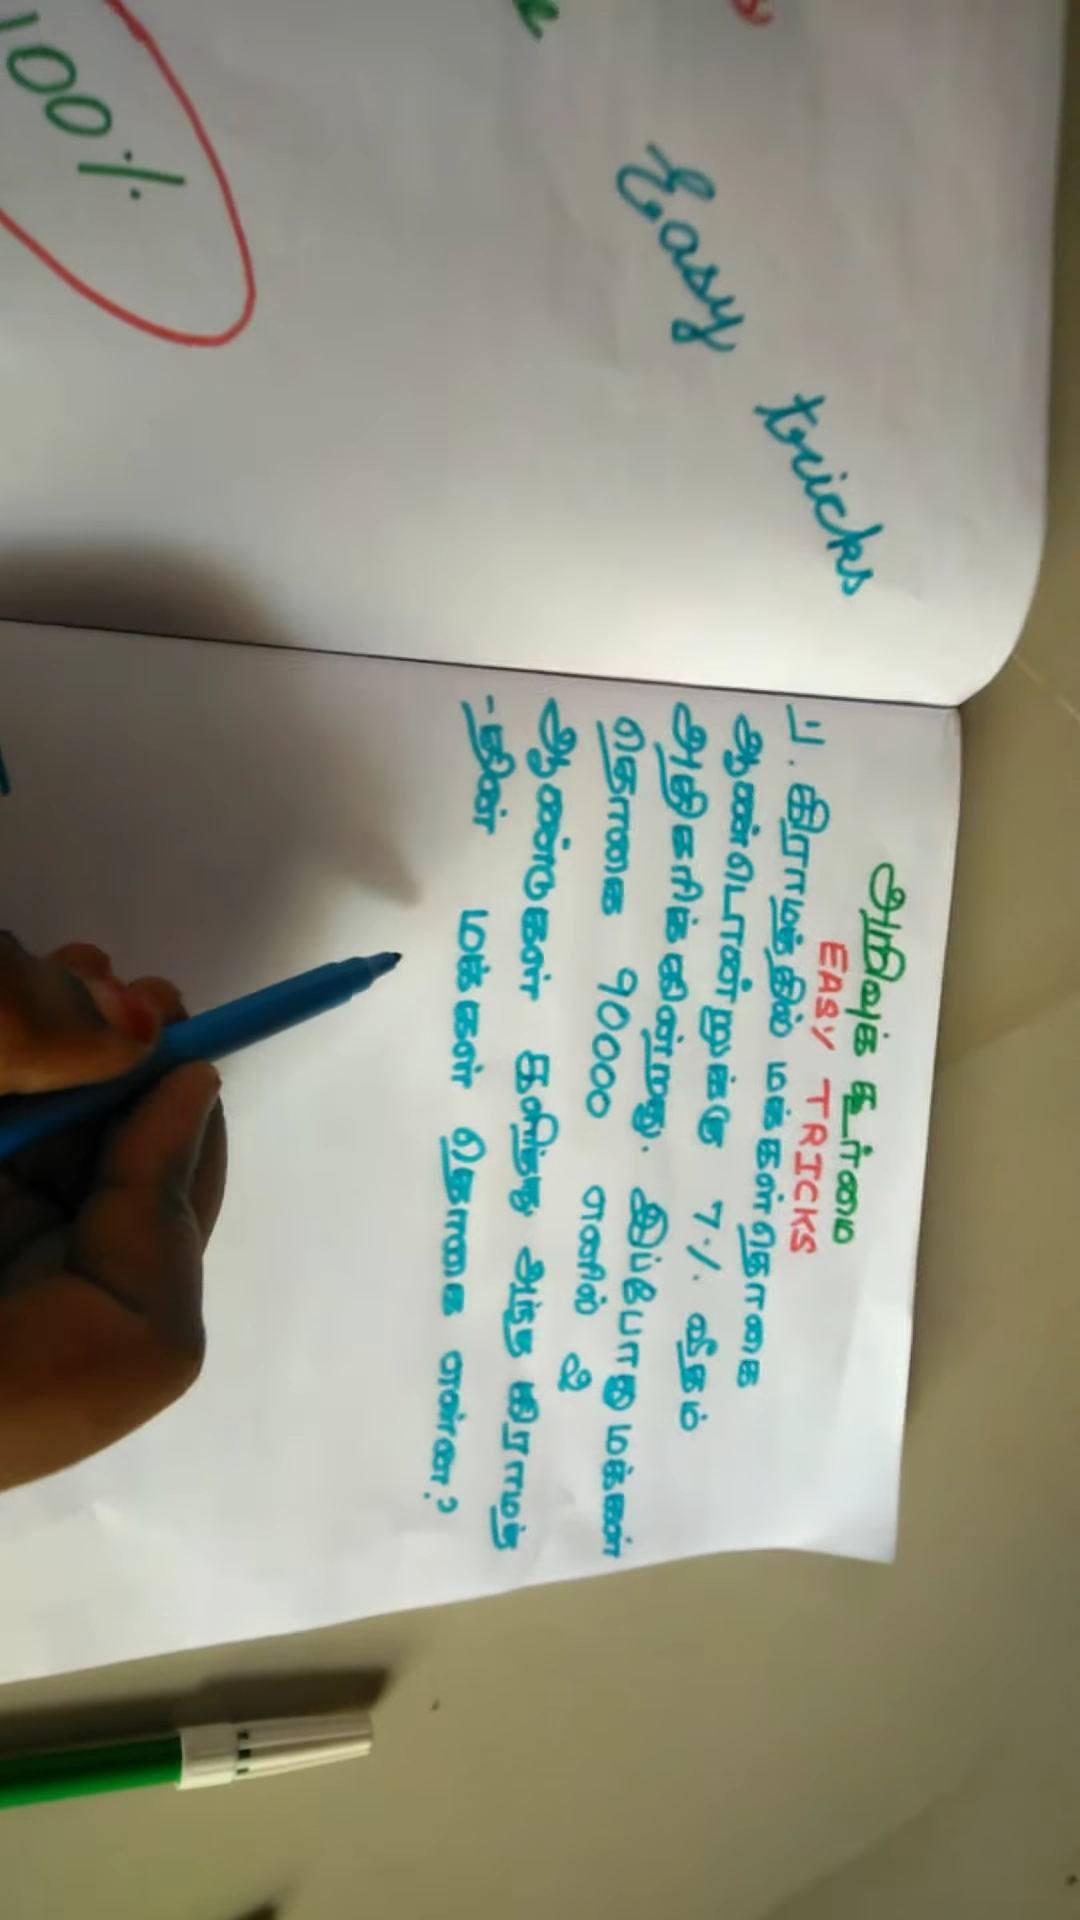 100%
Easy tricks
அறிவுக் கூர்மை
EASY TRICKS
1). கிராமத்தில் மக்கள் தொகை
ஆண்டொன்றுக்கு 7% வீதம்
அதிகரிக்கின்றது. இப்போது மக்கள்
தொகை 90000 எனில் 2
ஆண்டுகள் கழித்து அந்த கிராமத்
-தின் மக்கள் தொகை என்ன?